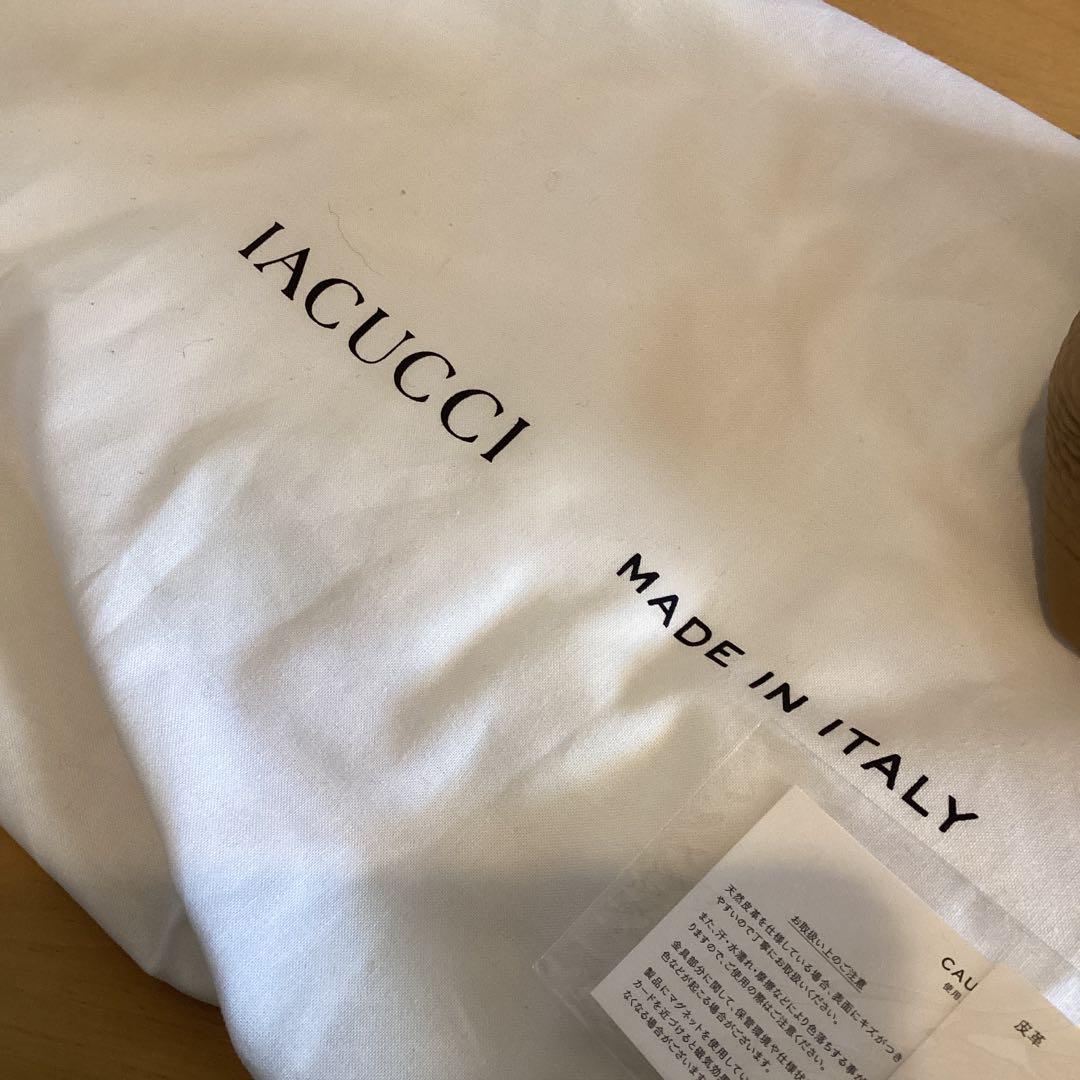 IACUCCI
MADE IN ITALY
お取扱い上のご注意
天然皮革を仕様している場合、表面にキズがつき
やすいので丁寧にお取扱いください。
また、汗・水濡れ・摩擦などにより色落ちする事が
りますので、ご使用の際はご注意ください。
金具部分に関して、保管環境や仕様状
色などが起こる場合がございます。
製品にマグネットを使用してい
カードを近づけると磁気効果
なくなる場合がございます
CAU
使用
皮革